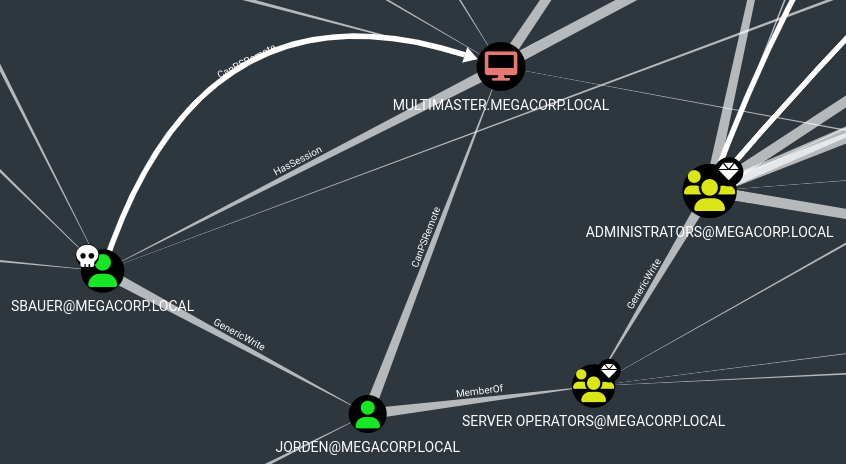 CanPSRemote
MULTIMASTER.MEGACORP.LOCAL
HasSession
ADMINISTRATORS@MEGACORP.LOCAL
CanPSRemote
GenericWrite
SBAUER@MEGACORP.LOCAL
GenericWrite
MemberOf
SERVER OPERATORS@MEGACORP.LOCAL
JORDEN@MEGACORP.LOCAL